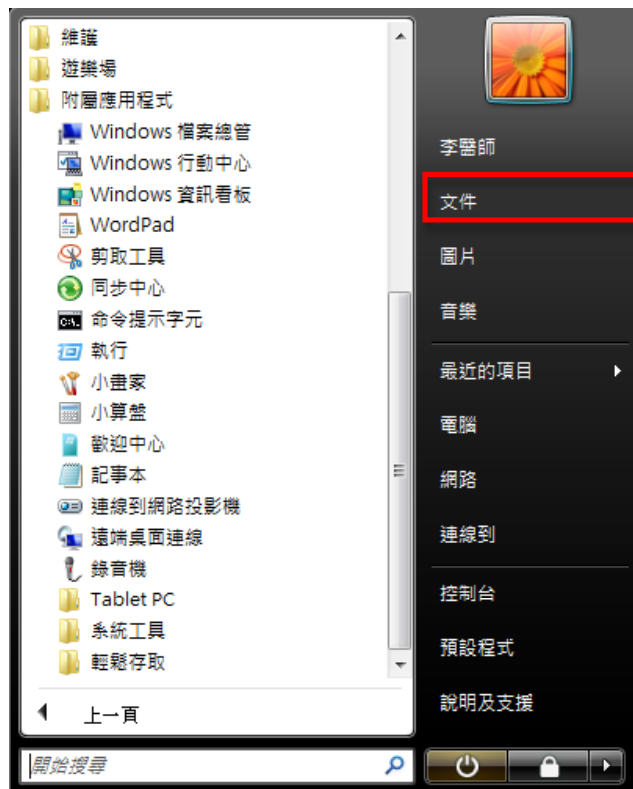 維護
遊樂場
附屬應用程式
Windows 檔案總管
Windows 行動中心
Windows 資訊看板
WordPad
剪取工具
同步中心
命令提示字元
執行
小畫家
小算盤
歡迎中心
記事本
連線到網路投影機
遠端桌面連線
錄音機
Tablet PC
系統工具
輕鬆存取
上一頁
開始搜尋
李醫師
文件
圖片
音樂
最近的項目
電腦
網路
連線到
控制台
預設程式
說明及支援